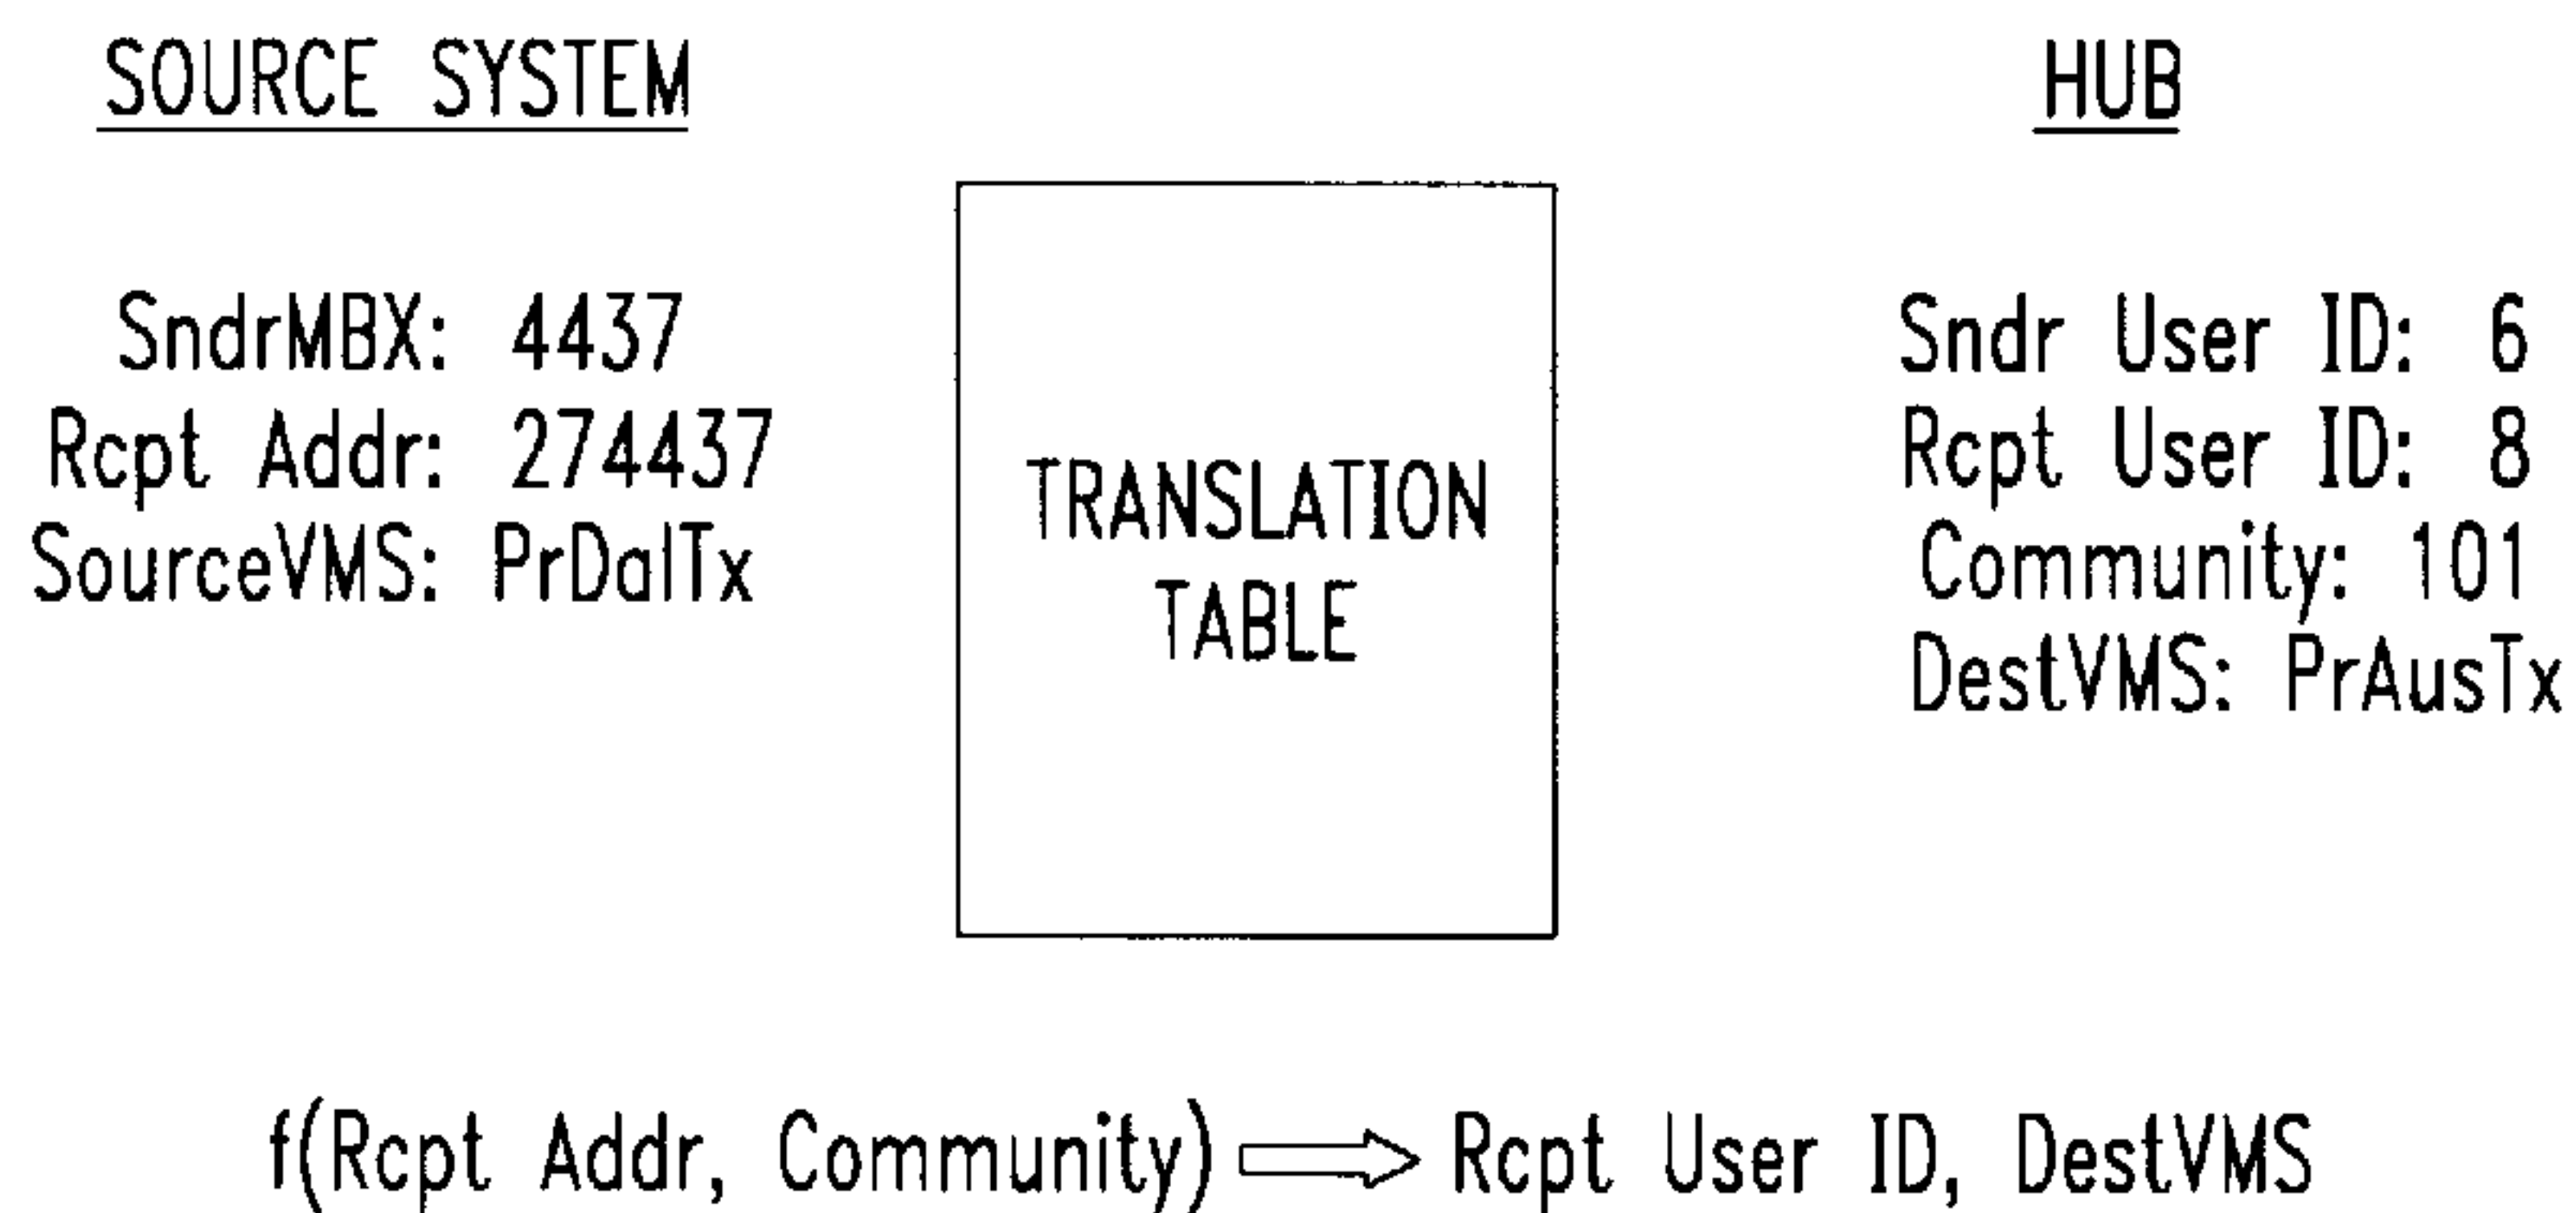 SOURCE SYSTEM
SndrMBX: 4437
Rcpt Addr: 274437
SourceVMS: PrDalTx
TRANSLATION
TABLE
HUB
Sndr User ID: 6
Rcpt User ID: 8
Community: 101
DestVMS: PrAusTx
f(Rcpt Addr, Community) ⇒ Rcpt User ID, DestVMS